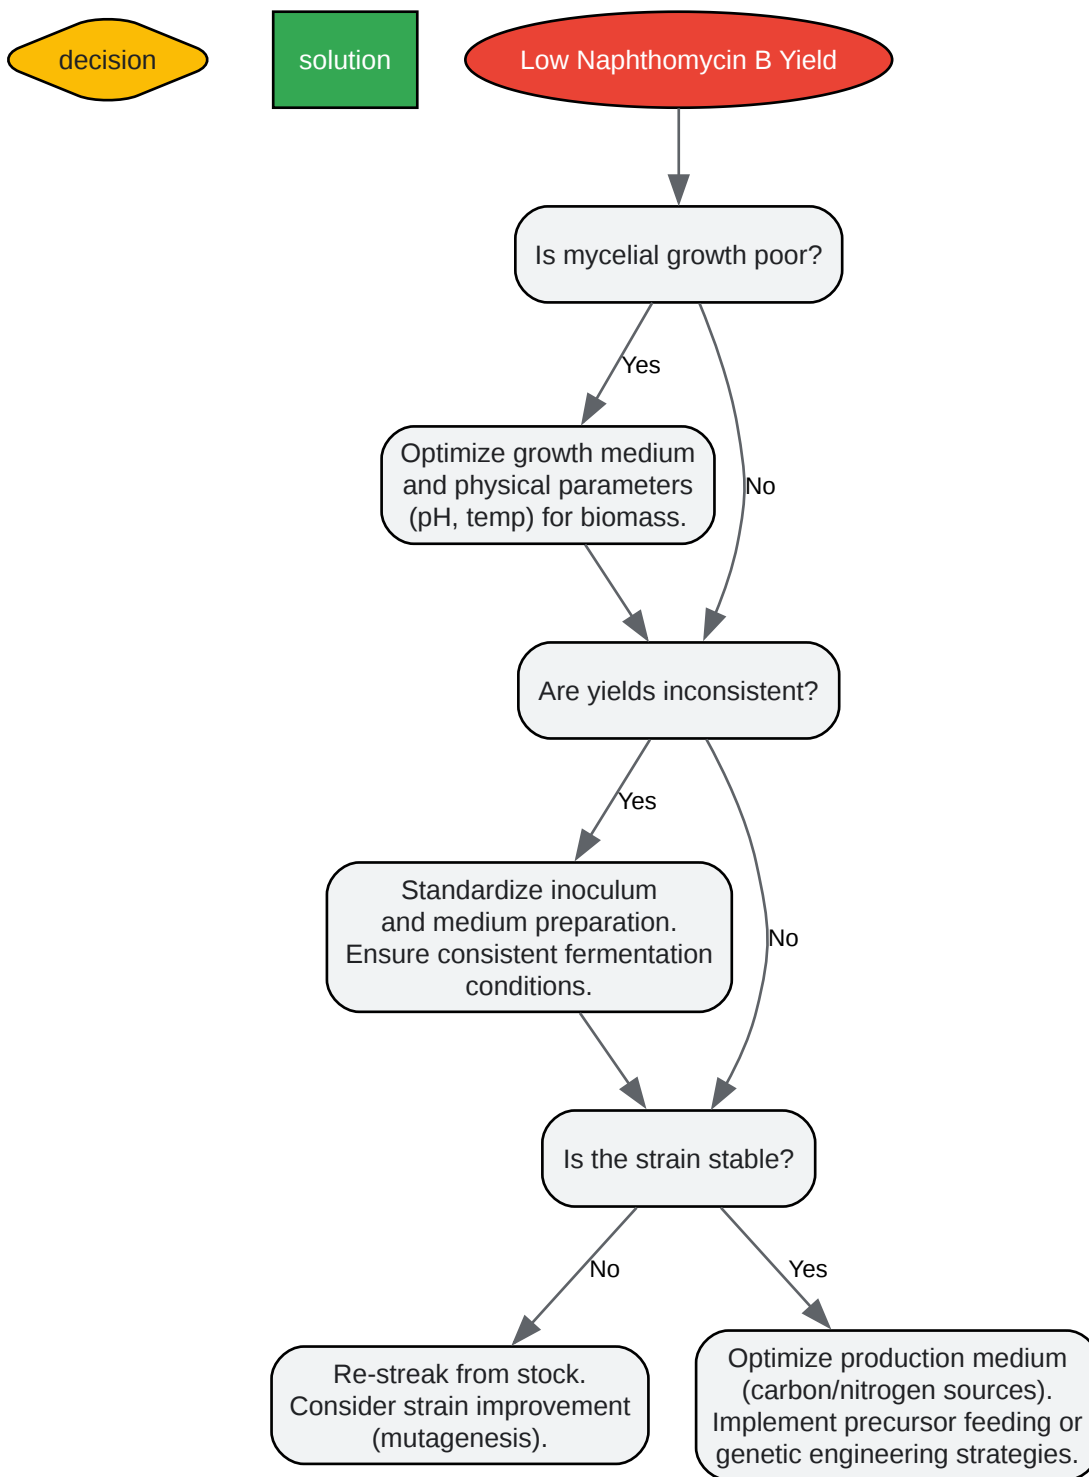 decision
solution
Low Naphthomycin B Yield
Is mycelial growth poor?
Yes
Optimize growth medium
and physical parameters
(pH, temp) for biomass.
No
Are yields inconsistent?
Yes
Standardize inoculum
and medium preparation.
Ensure consistent fermentation
conditions.
No
Is the strain stable?
No
Yes
Re-streak from stock.
Consider strain improvement
(mutagenesis).
Optimize production medium
(carbon/nitrogen sources).
Implement precursor feeding or
genetic engineering strategies.